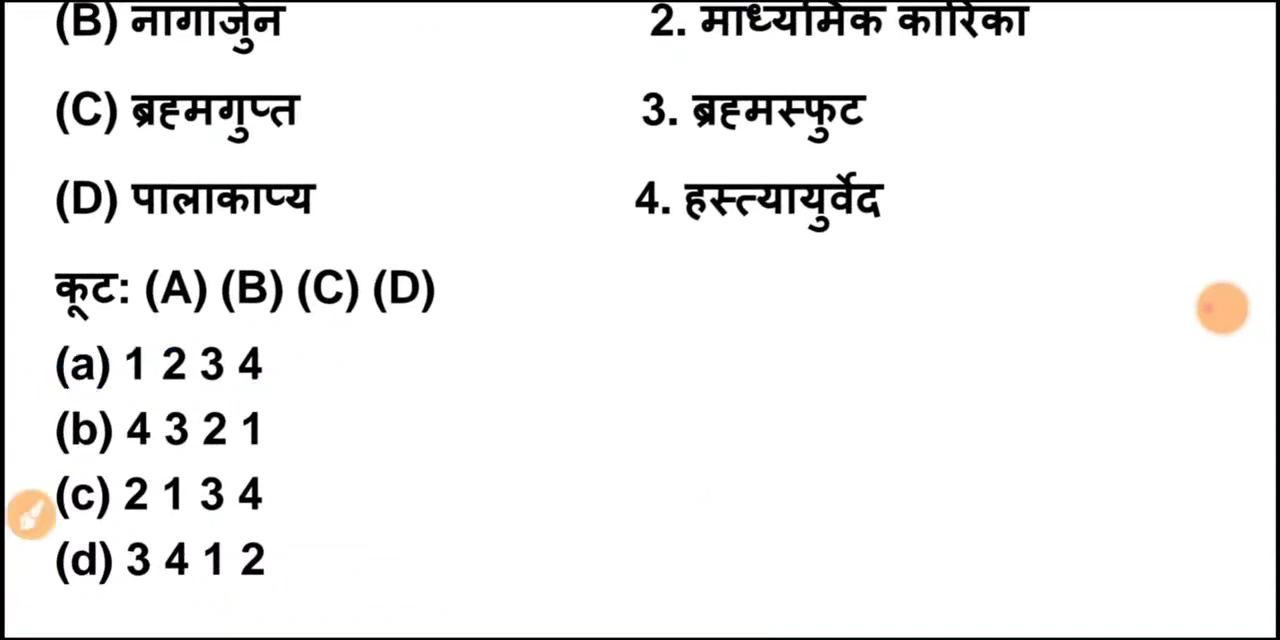 (B) नागार्जुन 2. माध्यमिक कारिका
(C) ब्रह्मगुप्त 3. ब्रह्मस्फुट
(D) पालाकाप्य 4. हस्त्यायुर्वेद
कूट: (A) (B) (C) (D)
(a) 1 2 3 4
(b) 4 3 2 1
(c) 2 1 3 4
(d) 3 4 1 2